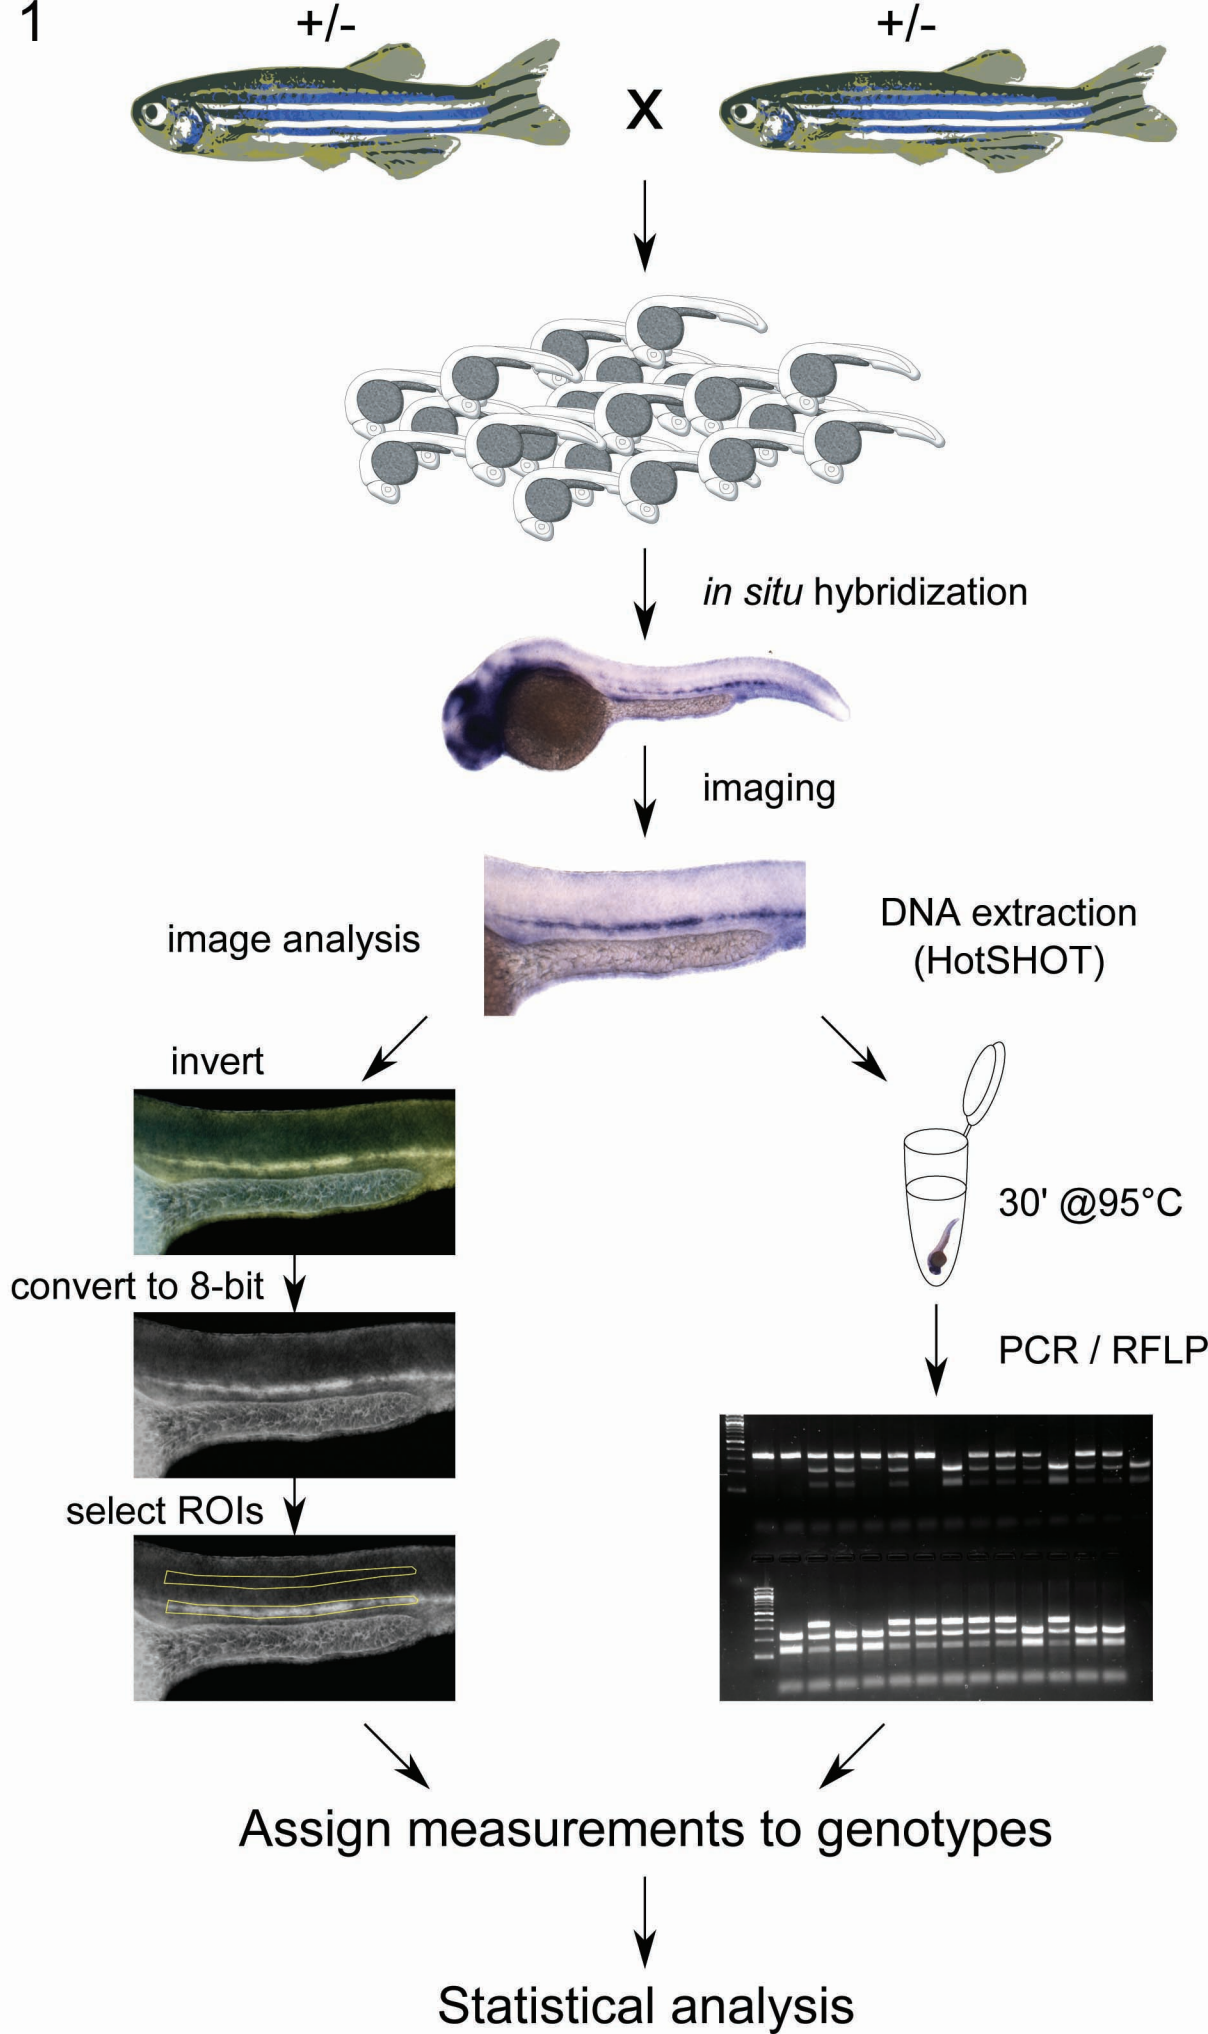 1
+/-
+/-
x
in situ hybridization
imaging
image analysis
DNA extraction
(HotSHOT)
invert
30' @95°C
convert to 8-bit
PCR / RFLP
select ROIs
Assign measurements to genotypes
Statistical analysis